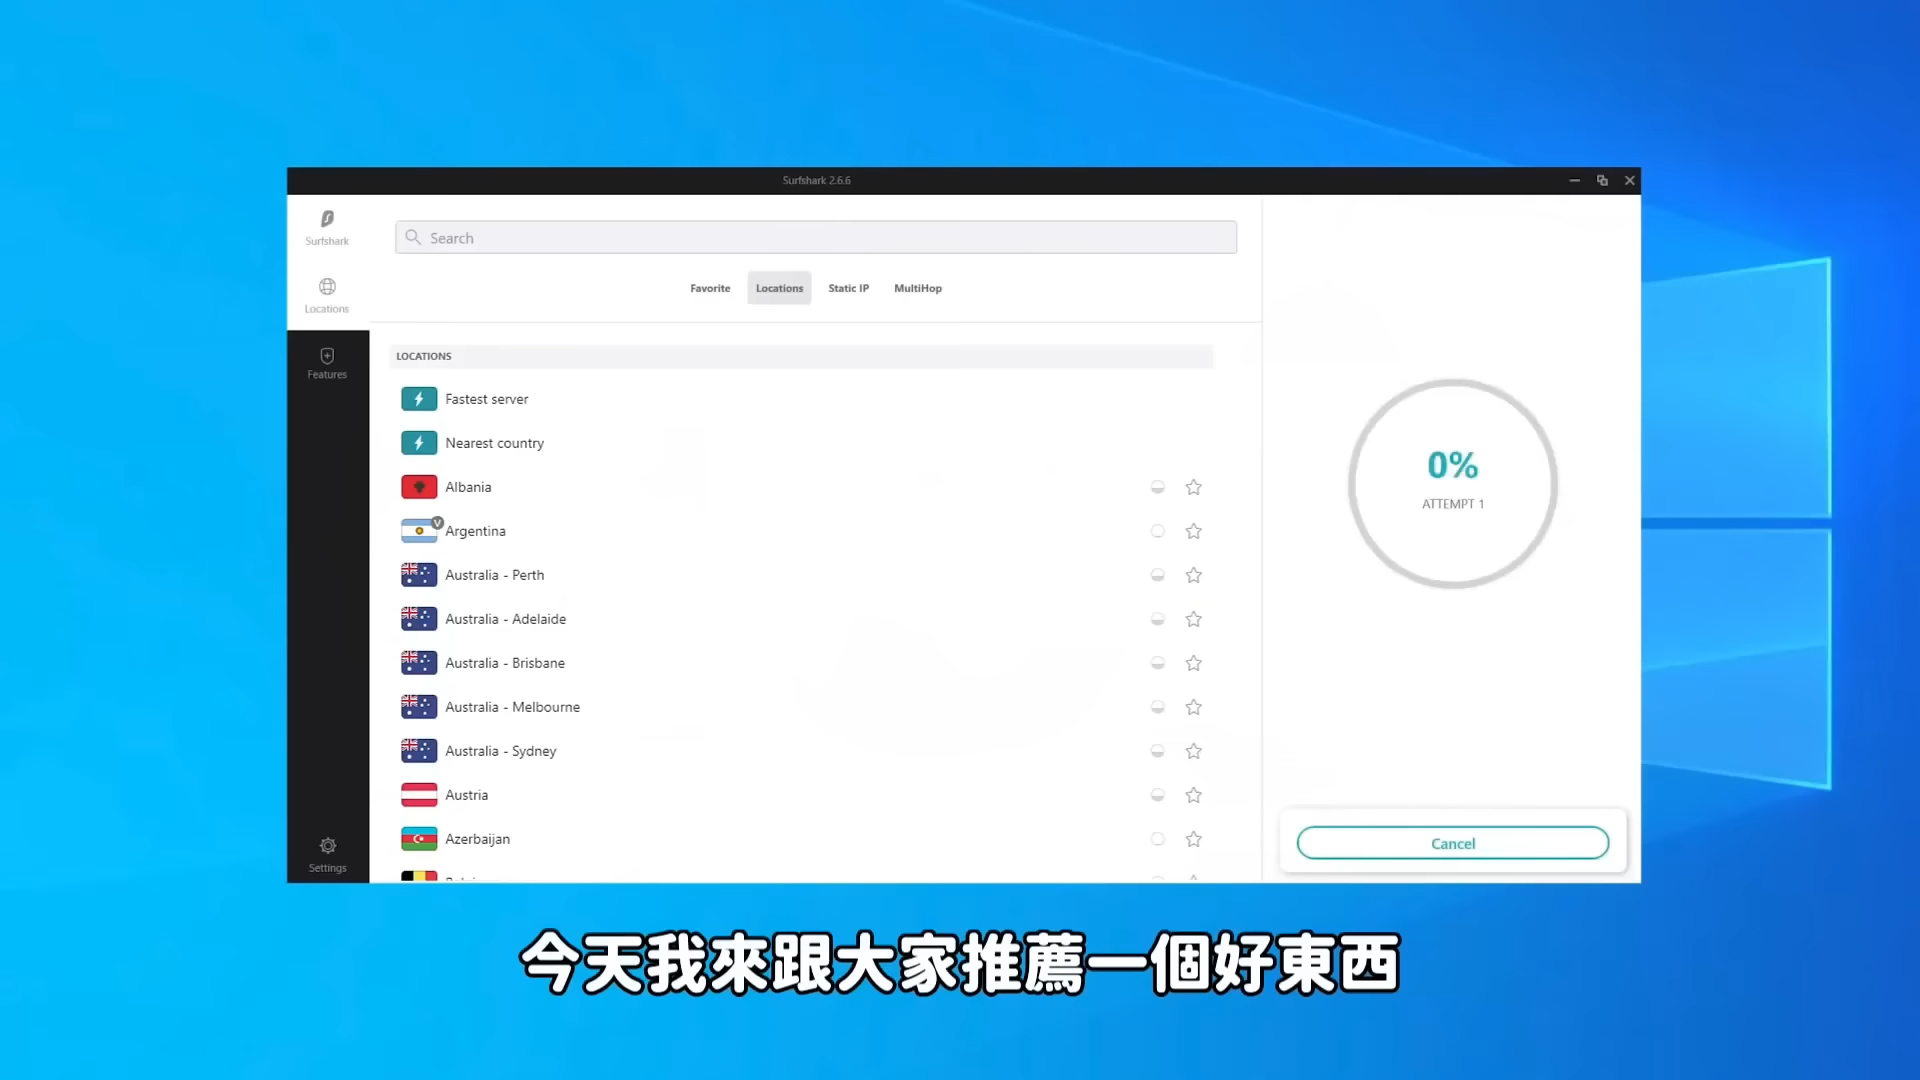 Surfshark 2.6.6
Surfshark
Locations
Features
Settings
Search
Favorite
Locations
Static IP
MultiHop
LOCATIONS
Fastest server
Nearest country
Albania
V
Argentina
Australia - Perth
Australia - Adelaide
Australia - Brisbane
Australia - Melbourne
Australia - Sydney
Austria
Azerbaijan
0%
ATTEMPT 1
Cancel
今天我來跟大家推薦一個好東西